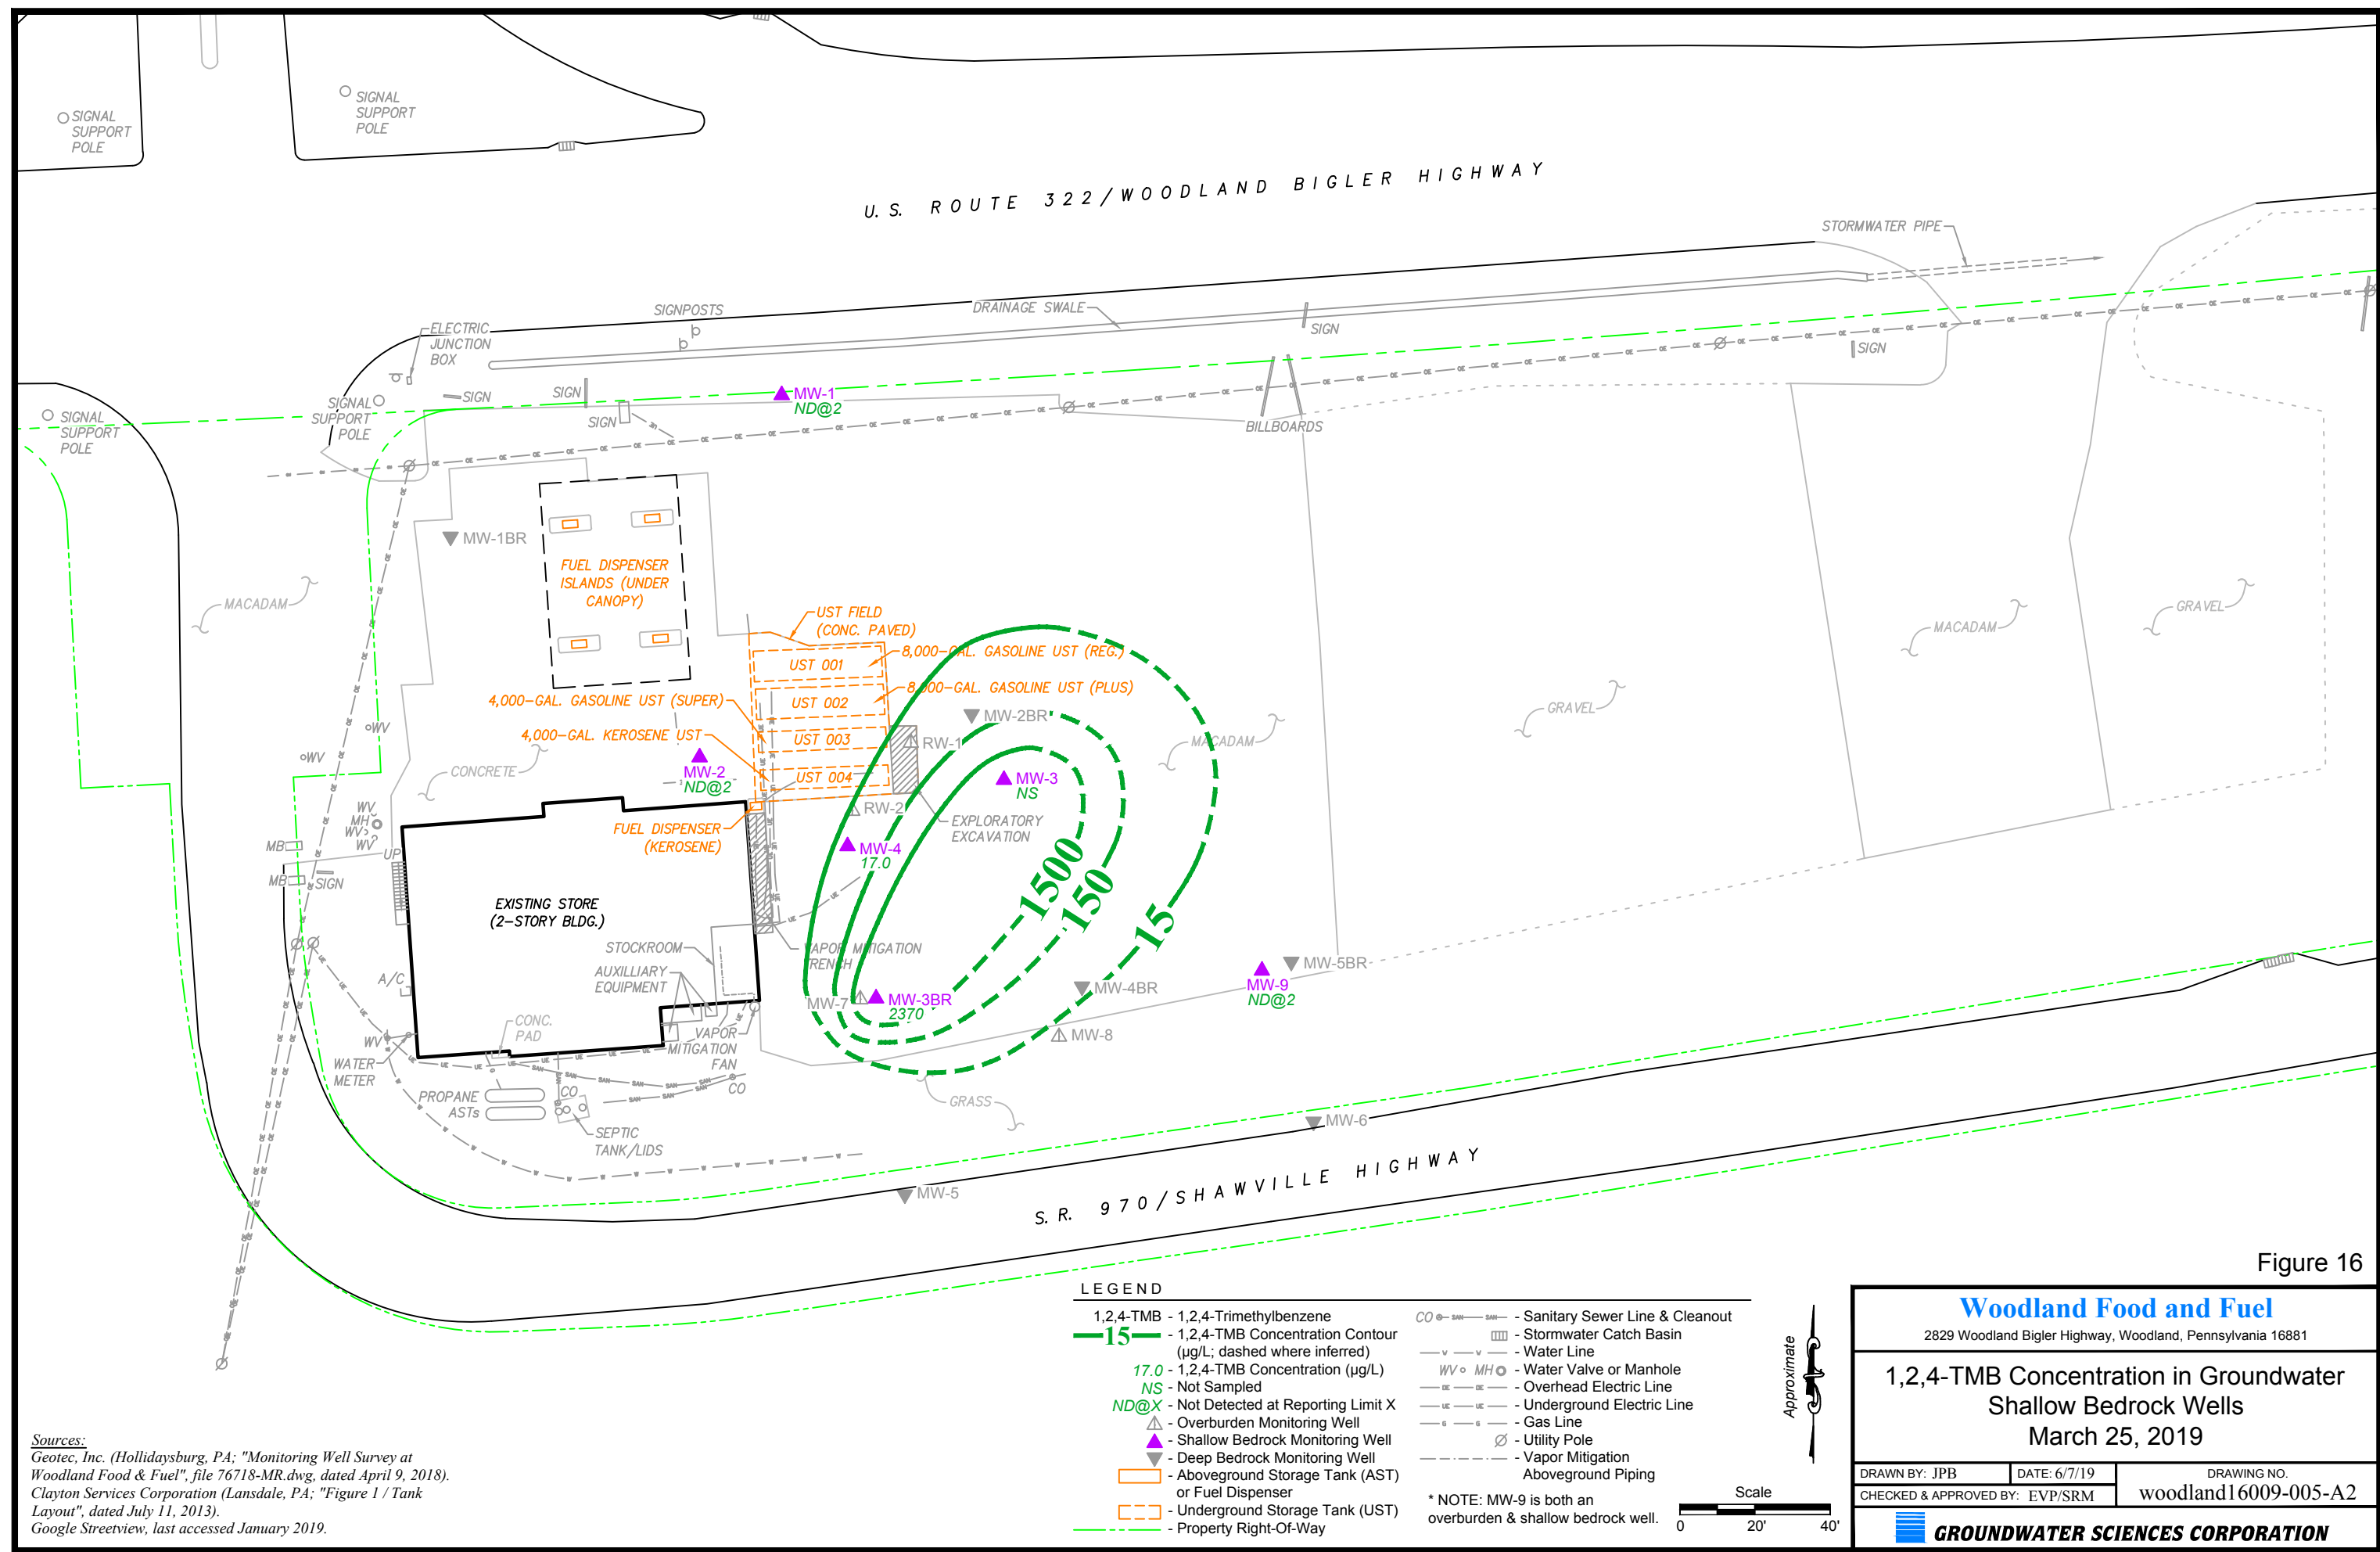 SIGNAL
SUPPORT
POLE
SIGNAL
SUPPORT
POLE
U.S. ROUTE 322/WOODLAND BIGLER HIGHWAY
STORMWATER PIPE
SIGNPOSTS
DRAINAGE SWALE
ELECTRIC
JUNCTION
BOX
SIGN
SIGN
SIGN
SIGN
SIGN
SIGNAL
SUPPORT
POLE
SIGNAL
SUPPORT
POLE
MW-1
ND@2
BILLBOARDS
MW-1BR
FUEL DISPENSER
ISLANDS (UNDER
CANOPY)
MACADAM
UST FIELD
(CONC. PAVED)
UST 001
8,000-GAL. GASOLINE UST (REG.)
UST 002
8,000-GAL. GASOLINE UST (PLUS)
4,000-GAL. GASOLINE UST (SUPER)
UST 003
4,000-GAL. KEROSENE UST
UST 004
MACADAM
GRAVEL
GRAVEL
MACADAM
MW-2BR
RW-1
WV
WV
CONCRETE
MW-2
ND@2
MW-3
NS
RW-2
EXPLORATORY
EXCAVATION
FUEL DISPENSER
(KEROSENE)
WV
MH
WV
WV
MB
UP
MB
SIGN
MW-4
17.0
1500
150
15
EXISTING STORE
(2-STORY BLDG.)
STOCKROOM
VAPOR MITIGATION
TRENCH
AUXILLIARY
EQUIPMENT
A/C
MW-7
MW-3BR
2370
MW-4BR
MW-9
ND@2
MW-5BR
MW-8
CONC.
PAD
VAPOR
MITIGATION
FAN
WV
WATER
METER
CO
CO
PROPANE
ASTs
SEPTIC
TANK/LIDS
GRASS
MW-6
MW-5
S.R. 970/SHAWVILLE HIGHWAY
Figure 16
LEGEND
1,2,4-TMB - 1,2,4-Trimethylbenzene
15 - 1,2,4-TMB Concentration Contour
(µg/L; dashed where inferred)
17.0 - 1,2,4-TMB Concentration (µg/L)
NS - Not Sampled
ND@X - Not Detected at Reporting Limit X
- Overburden Monitoring Well
- Shallow Bedrock Monitoring Well
- Deep Bedrock Monitoring Well
- Aboveground Storage Tank (AST)
or Fuel Dispenser
- Underground Storage Tank (UST)
- Property Right-Of-Way
CO SAN SAN - Sanitary Sewer Line & Cleanout
- Stormwater Catch Basin
W W - Water Line
WV MH - Water Valve or Manhole
OE OE - Overhead Electric Line
UE UE - Underground Electric Line
G G - Gas Line
- Utility Pole
- Vapor Mitigation
Aboveground Piping
* NOTE: MW-9 is both an
overburden & shallow bedrock well.
Scale
0 20' 40'
Approximate
Woodland Food and Fuel
2829 Woodland Bigler Highway, Woodland, Pennsylvania 16881
1,2,4-TMB Concentration in Groundwater
Shallow Bedrock Wells
March 25, 2019
DRAWN BY: JPB
DATE: 6/7/19
DRAWING NO.
CHECKED & APPROVED BY: EVP/SRM
woodland16009-005-A2
GROUNDWATER SCIENCES CORPORATION
Sources:
Geotec, Inc. (Hollidaysburg, PA; "Monitoring Well Survey at
Woodland Food & Fuel", file 76718-MR.dwg, dated April 9, 2018).
Clayton Services Corporation (Lansdale, PA; "Figure 1 / Tank
Layout", dated July 11, 2013).
Google Streetview, last accessed January 2019.